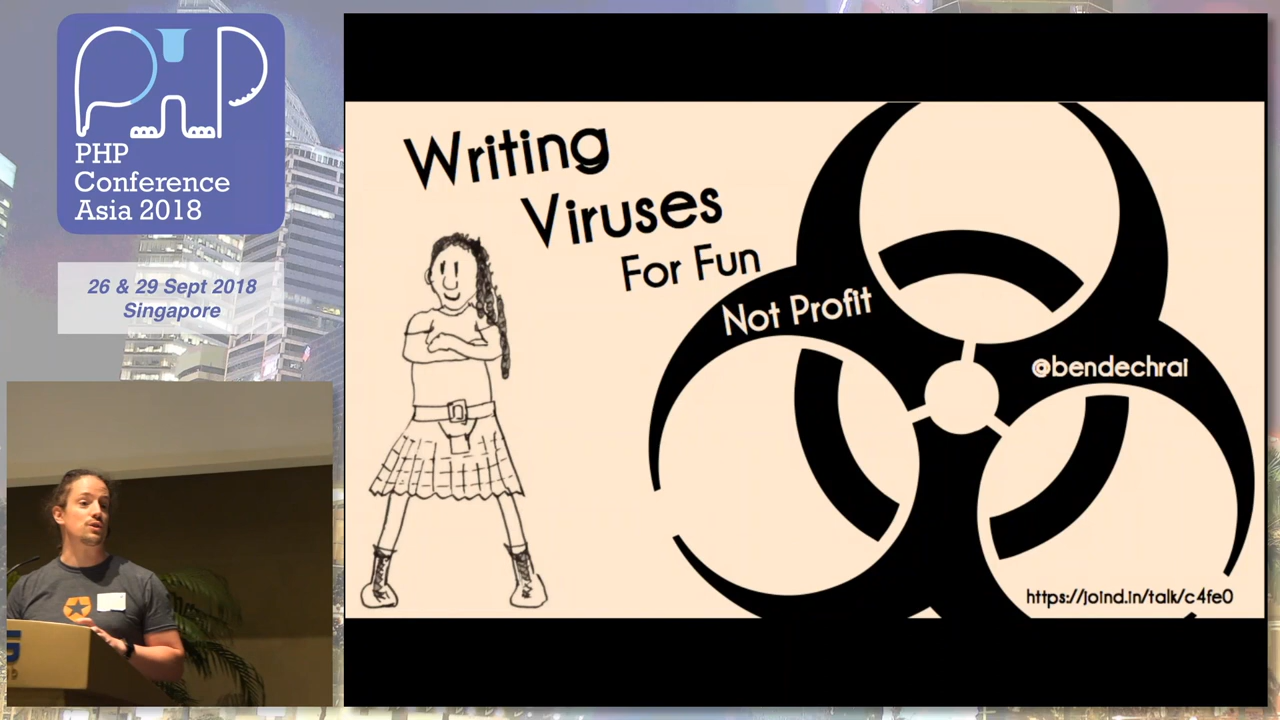 PHP
Conference
Asia 2018
26 & 29 Sept 2018
Singapore
Writing
Viruses
For Fun
Not Profit
@bendechrai
https://joind.in/talk/c4fe0